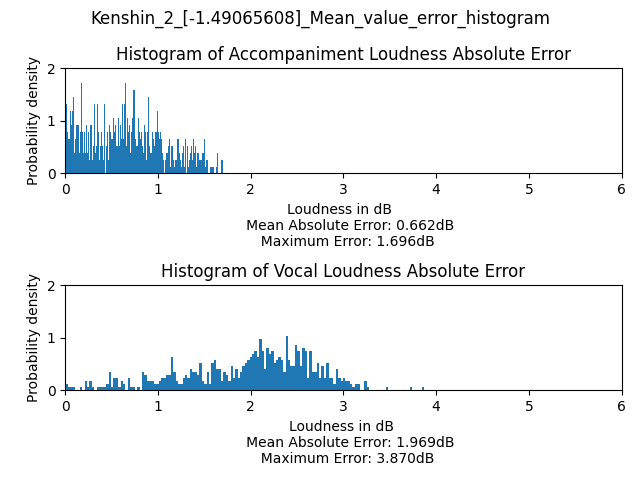 Kenshin_2_[-1.49065608]_Mean_value_error_histogram
Histogram of Accompaniment Loudness Absolute Error
Probability density
2
1
0
0 1 2 3 4 5 6
Loudness in dB
Mean Absolute Error: 0.662dB
Maximum Error: 1.696dB
Histogram of Vocal Loudness Absolute Error
Probability density
2
1
0
0 1 2 3 4 5 6
Loudness in dB
Mean Absolute Error: 1.969dB
Maximum Error: 3.870dB